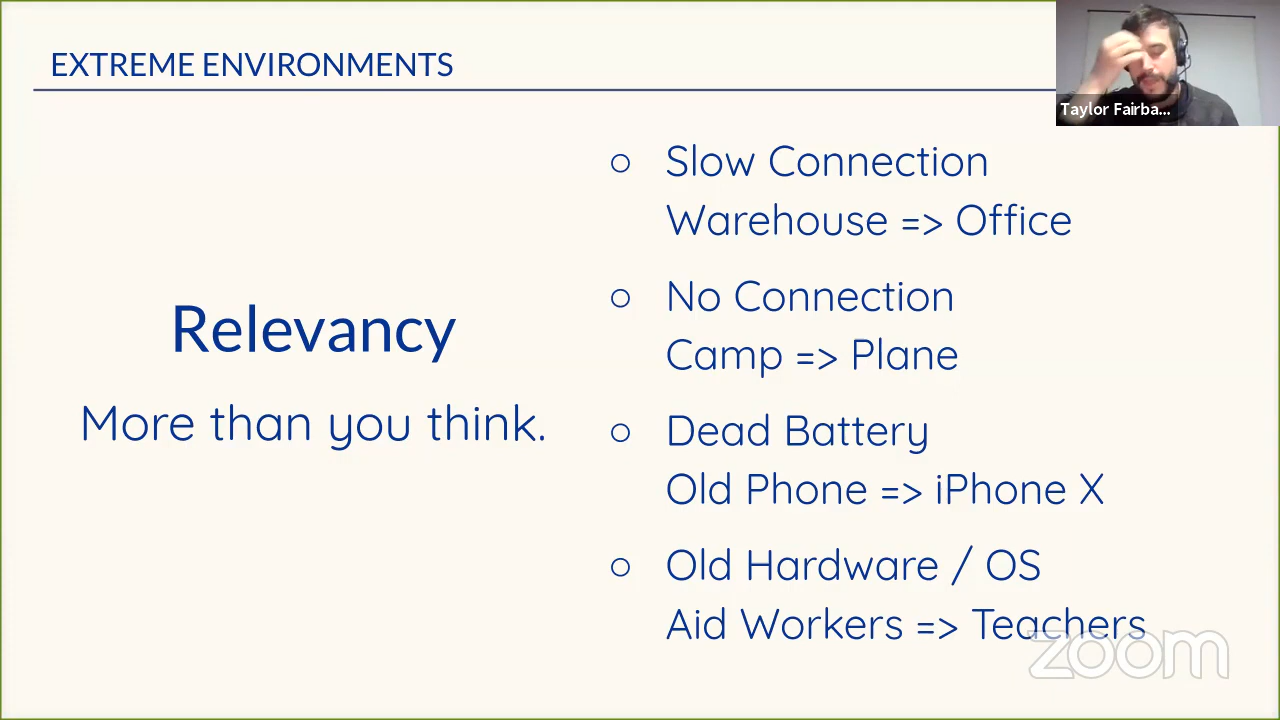 EXTREME ENVIRONMENTS
Taylor Fairba...
Relevancy
More than you think.
○ Slow Connection
Warehouse => Office
○ No Connection
Camp => Plane
○ Dead Battery
Old Phone => iPhone X
○ Old Hardware / OS
Aid Workers => Teachers
zoom